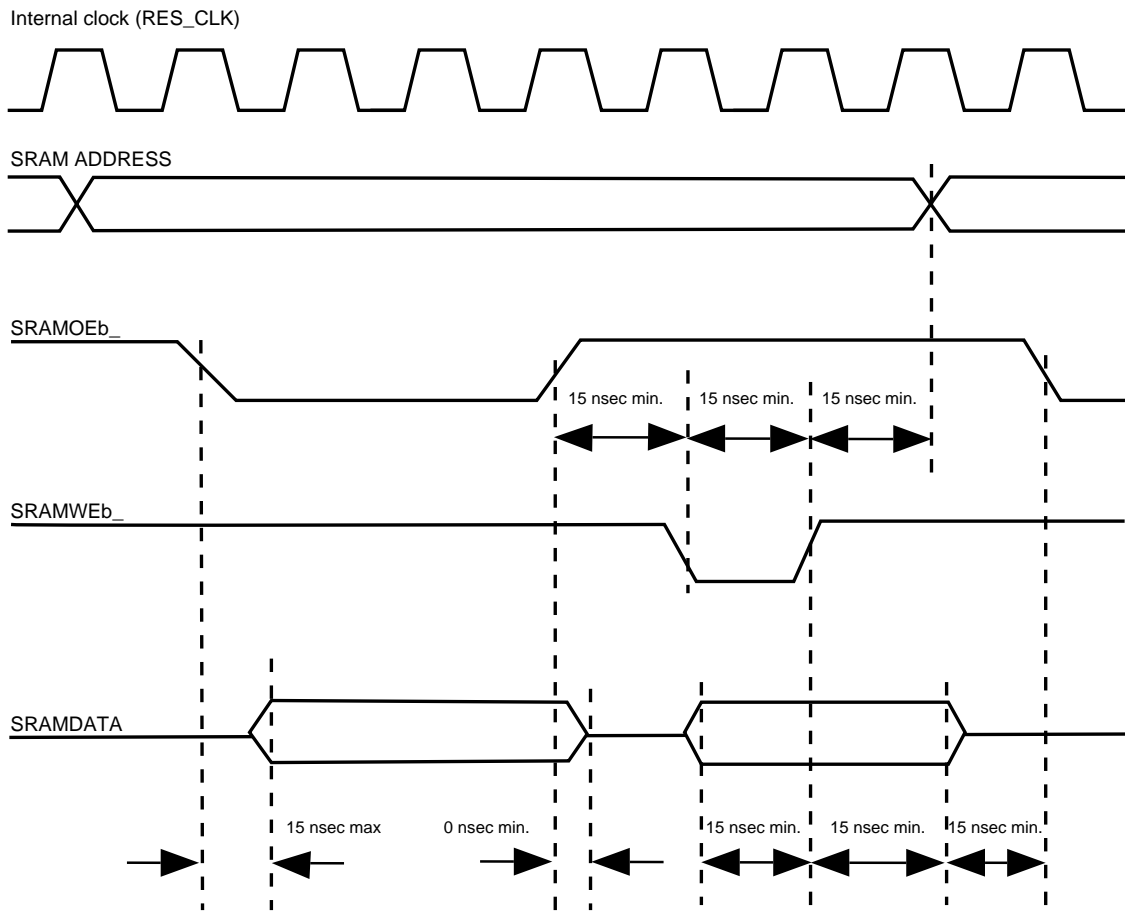 Internal clock (RES_CLK)
SRAM ADDRESS
SRAMOEb_
15 nsec min.
15 nsec min.
15 nsec min.
SRAMWEb_
SRAMDATA
15 nsec max
0 nsec min.
15 nsec min.
15 nsec min.
15 nsec min.